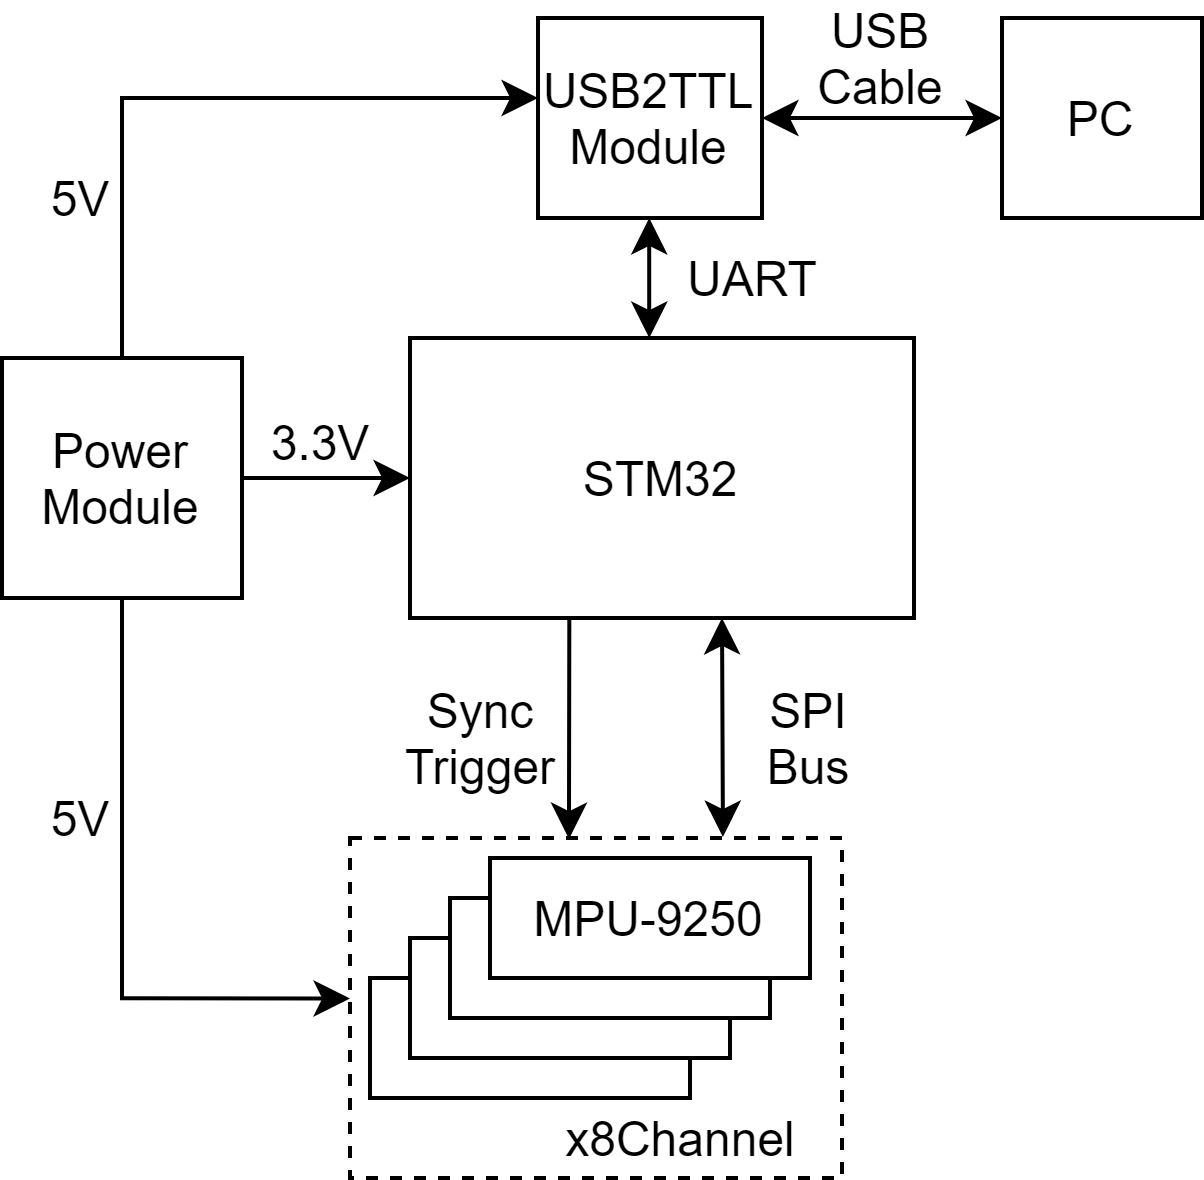 USB
Cable
USB2TTL
Module
PC
5V
UART
Power
Module
3.3V
STM32
Sync
Trigger
SPI
Bus
5V
MPU-9250
x8Channel